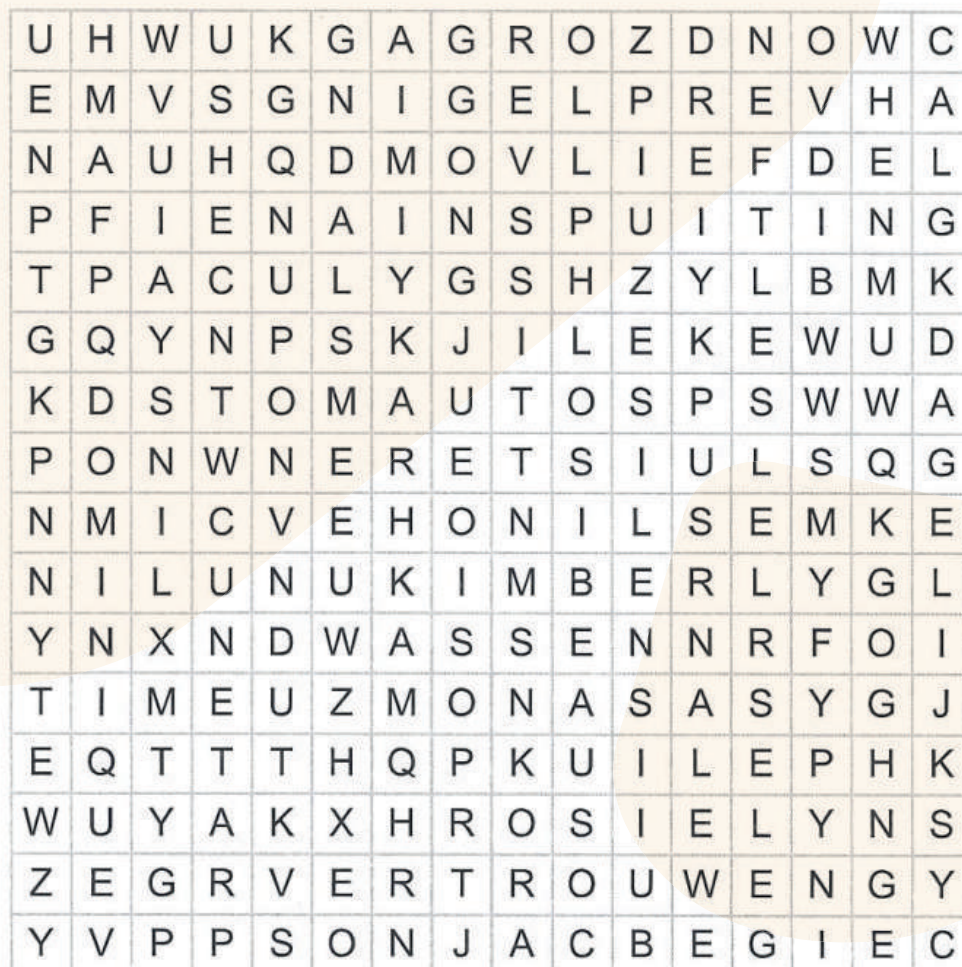 U H W U K G A G R O Z D N O W C
E M V S G N I G E L P R E V H A
N A U H Q D M O V L I E F D E L
P F I E N A I N S P U I T I N G
T P A C U L Y G S H Z Y L B M K
G Q Y N P S K J I L E K E W U D
K D S T O M A U T O S P S W W A
P O N W N E R E T S I U L S Q G
N M I C V E H O N I L S E M K E
N I L U N U K I M B E R L Y G L
Y N X N D W A S S E N N R F O I
T I M E U Z M O N A S A S Y G J
E Q T T T H Q P K U I L E P H K
W U Y A K X H R O S I E L Y N S
Z E G R V E R T R O U W E N G Y
Y V P P S O N J A C B E G I E C